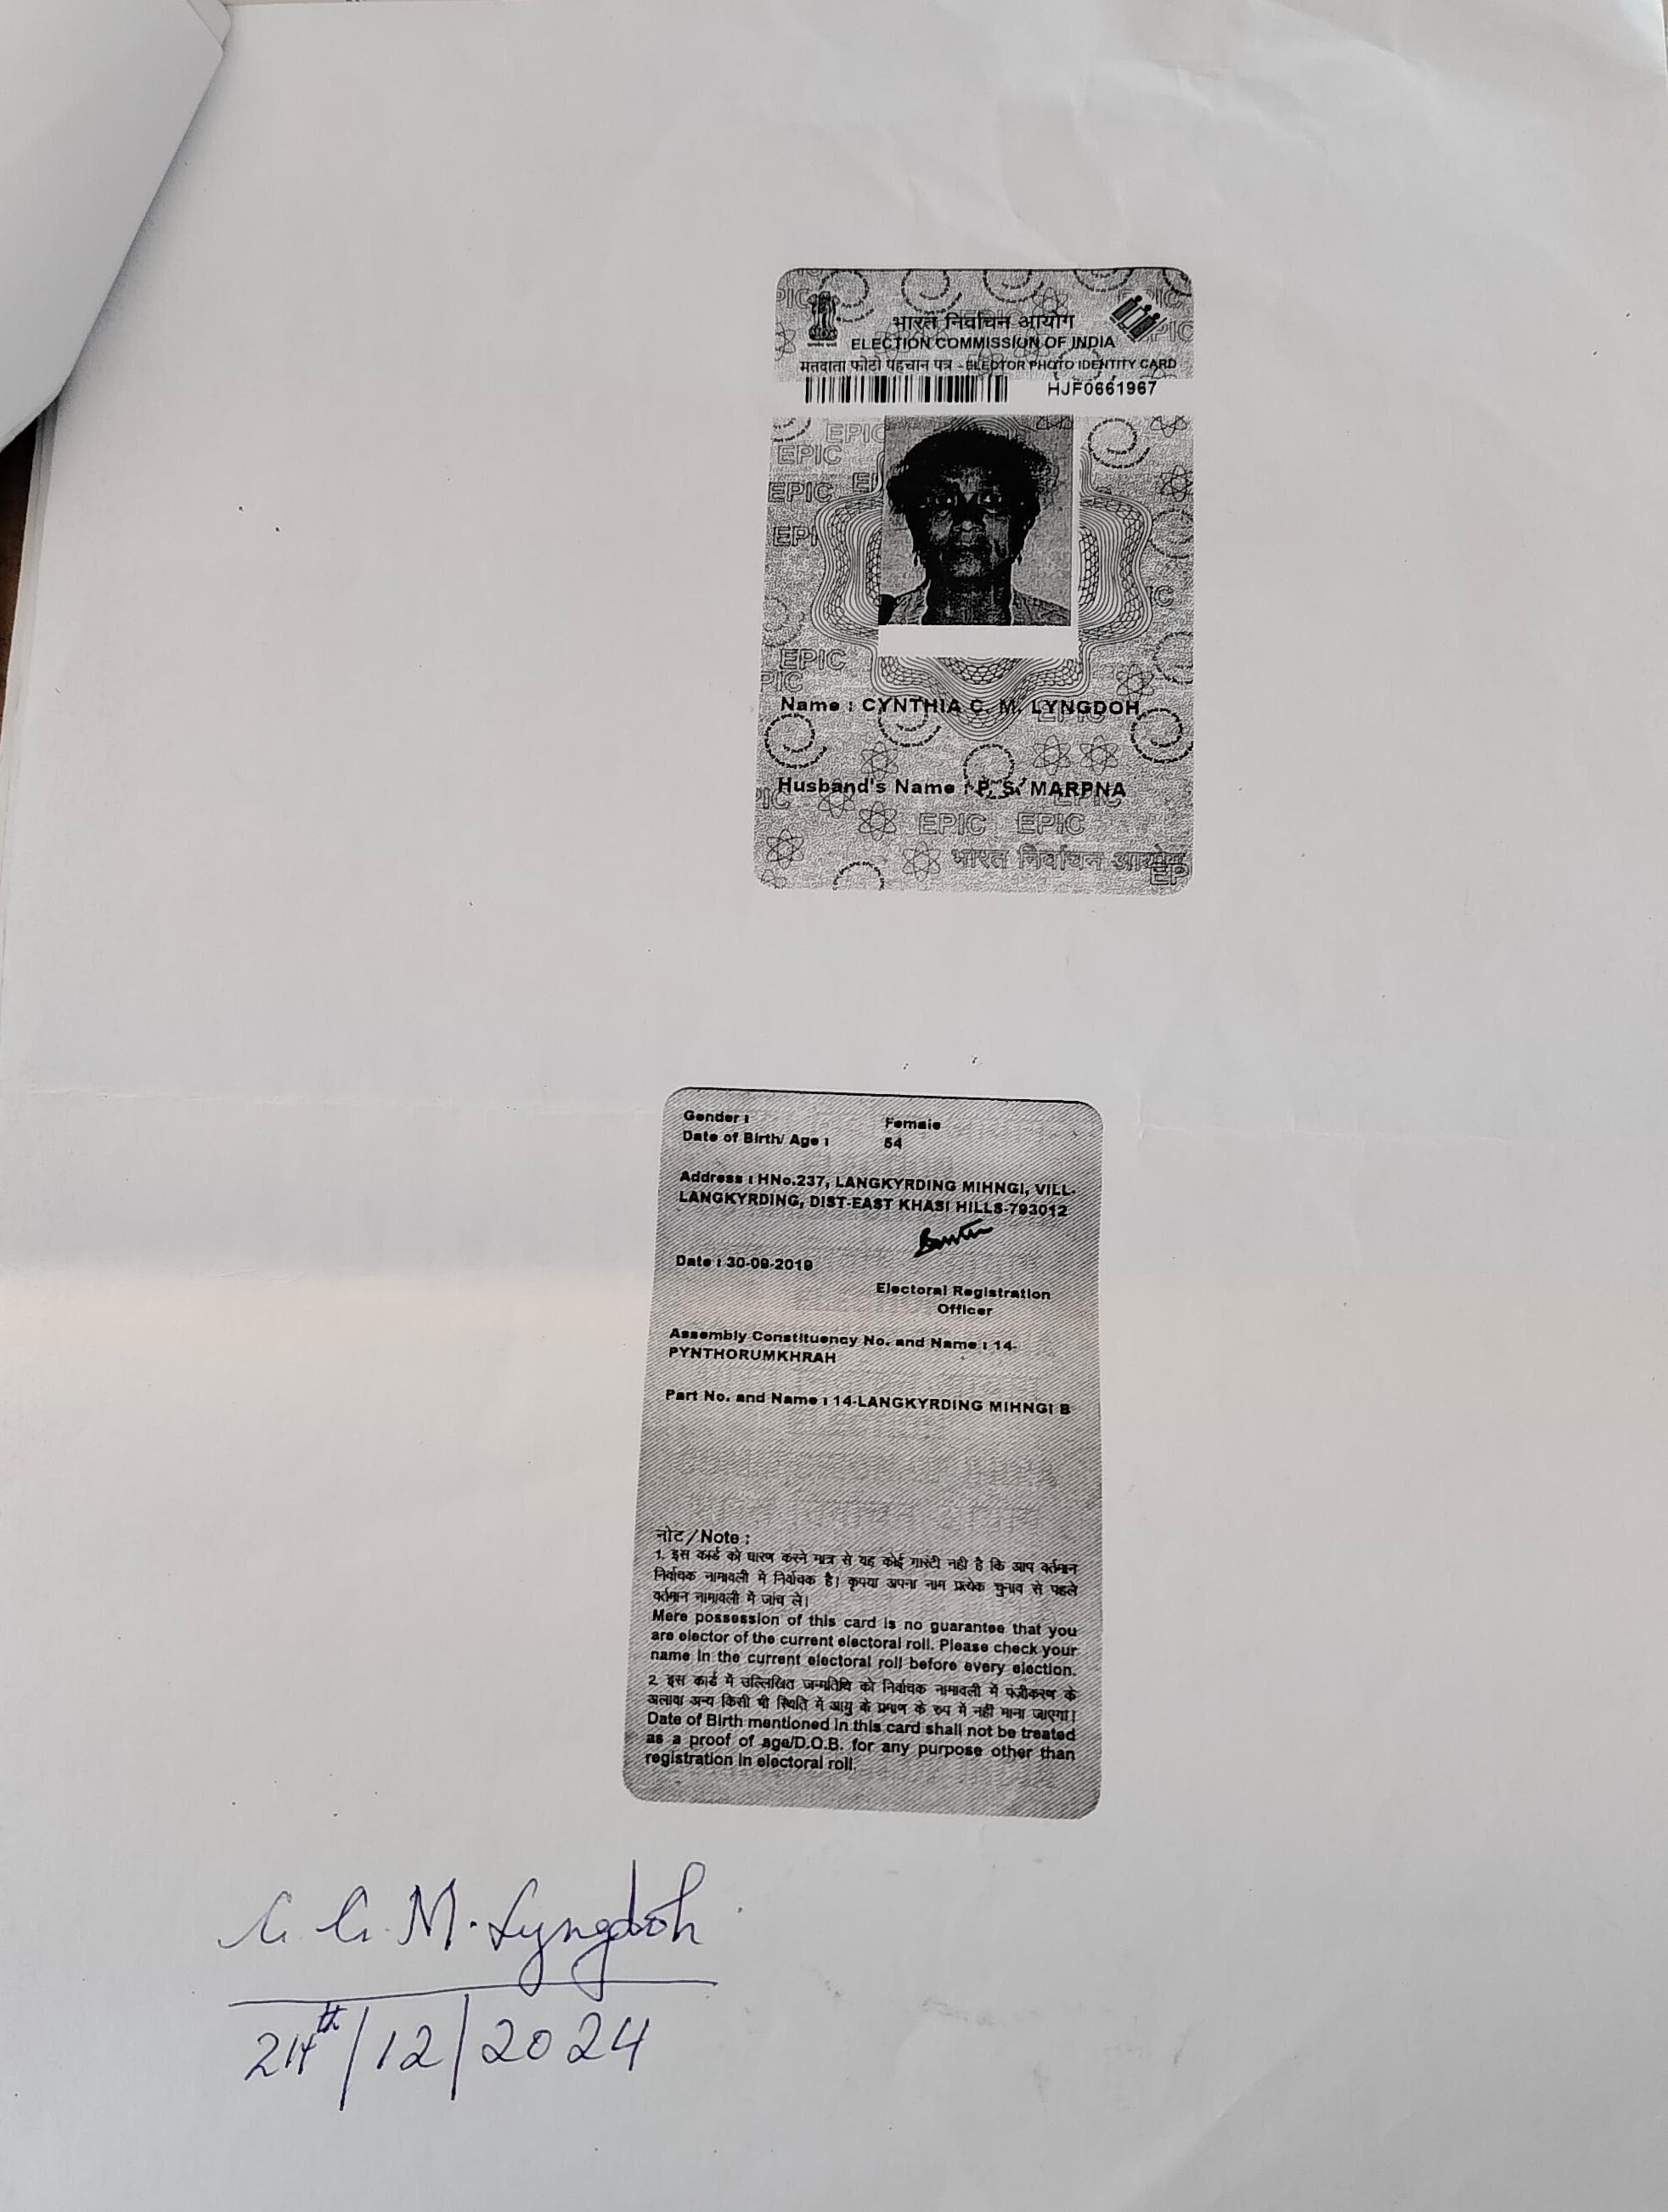 भारत निर्वाचन आयोग
ELECTION COMMISSION OF INDIA
मतदाता फोटो पहचान पत्र - ELECTOR PHOTO IDENTITY CARD
HJF0661967
EPIC
EPIC
EPIC
EPIC
Name : CYNTHIA C. M. LYNGDOH
Husband's Name : P. S. MARPNA
EPIC EPIC
भारत निर्वाचन आयोग
Gender : Female
Date of Birth/ Age : 54
Address : HNo.237, LANGKYRDING MIHNGI, VILL-
LANGKYRDING, DIST-EAST KHASI HILLS-793012
Date : 30-09-2019
Electoral Registration
Officer
Assembly Constituency No. and Name : 14-
PYNTHORUMKHRAH
Part No. and Name : 14-LANGKYRDING MIHNGI B
नोट/Note :
1. इस कार्ड को धारण करने मात्र से यह कोई गारंटी नही है कि आप वर्तमान
निर्वाचक नामावली में निर्वाचक है। कृपया अपना नाम प्रत्येक चुनाव से पहले
वर्तमान नामावली में जांच ले।
Mere possession of this card is no guarantee that you
are elector of the current electoral roll. Please check your
name in the current electoral roll before every election.
2. इस कार्ड में उल्लिखित जन्मतिथि को निर्वाचक नामावली में पंजीकरण के
अलावा अन्य किसी भी स्थिति में आयु के प्रमाण के रुप में नहीं माना जाएगा।
Date of Birth mentioned in this card shall not be treated
as a proof of age/D.O.B. for any purpose other than
registration in electoral roll.
C. C. M. Lyngdoh
24th/12/2024